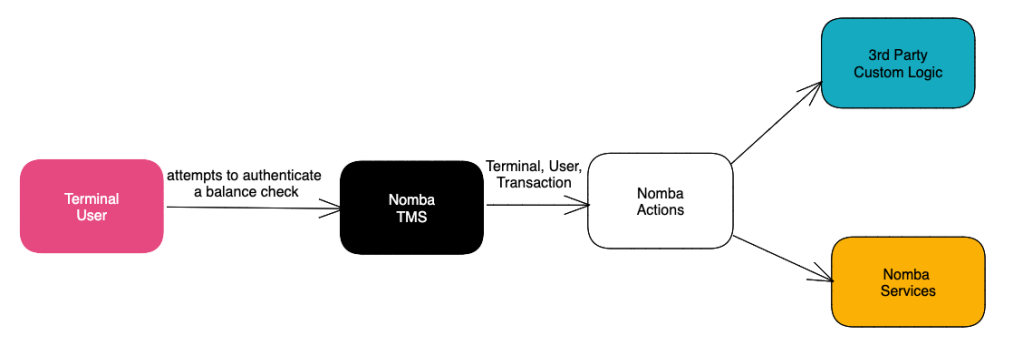 Terminal
User
attempts to authenticate
a balance check
Nomba
TMS
Terminal, User,
Transaction
Nomba
Actions
3rd Party
Custom Logic
Nomba
Services